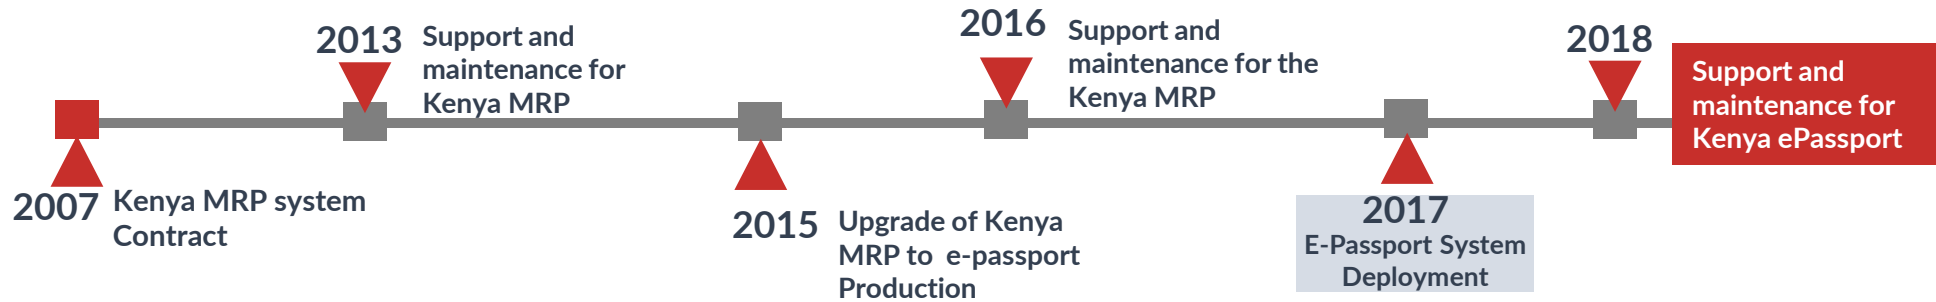 2007
Kenya MRP system
Contract
2013
Support and
maintenance for
Kenya MRP
2015
Upgrade of Kenya
MRP to e-passport
Production
2016
Support and
maintenance for the
Kenya MRP
2017
E-Passport System
Deployment
2018
Support and
maintenance for
Kenya ePassport